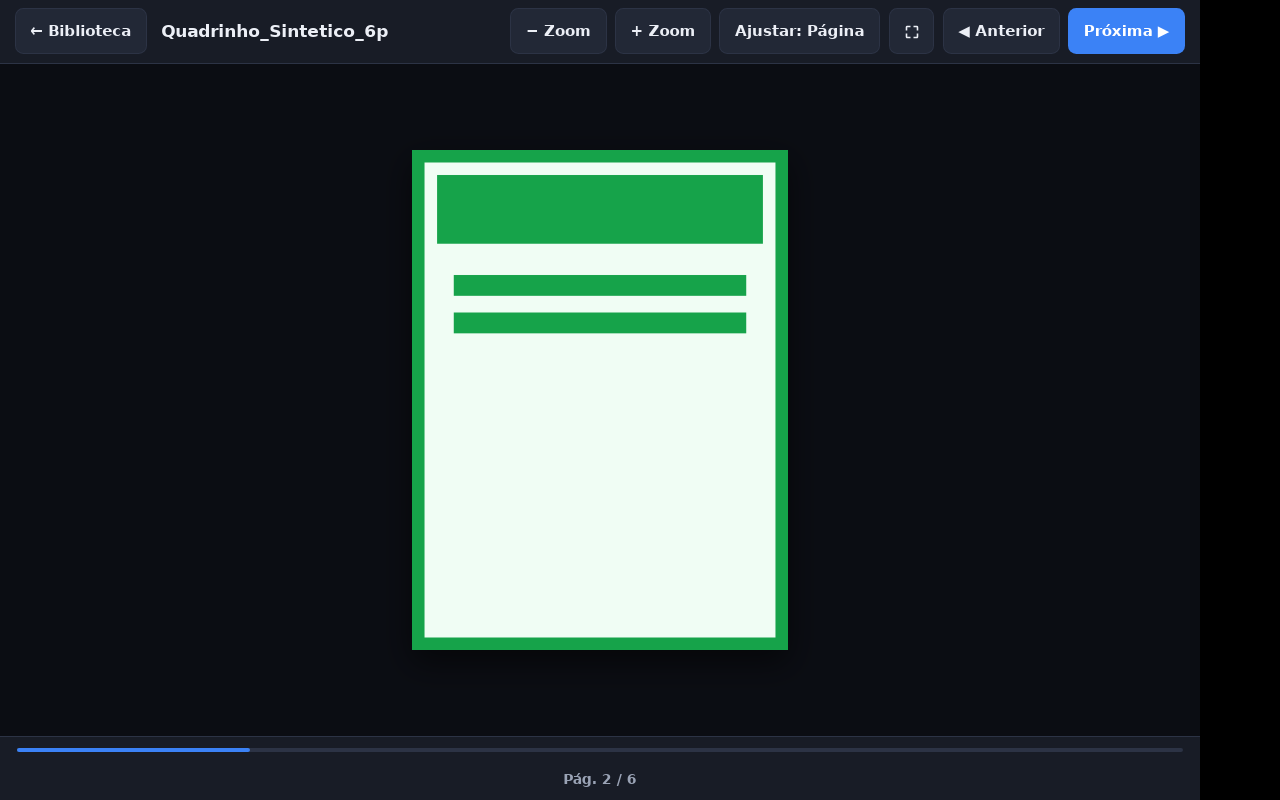 ← Biblioteca
Quadrinho_Sintetico_6p
− Zoom
+ Zoom
Ajustar: Página
◀ Anterior
Próxima ▶
Pág. 2 / 6